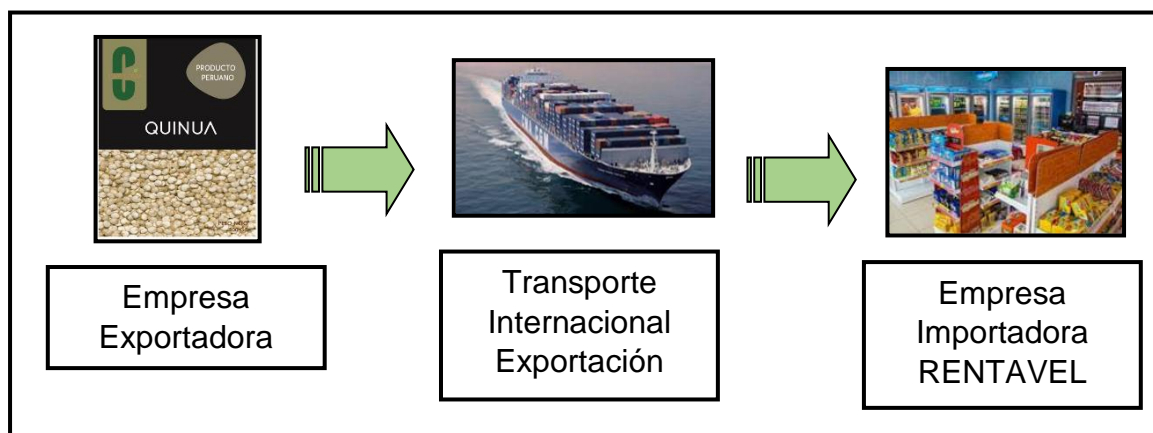 PRODUCTO
PERUANO
QUINUA
Empresa
Exportadora
Transporte
Internacional
Exportación
Empresa
Importadora
RENTAVEL